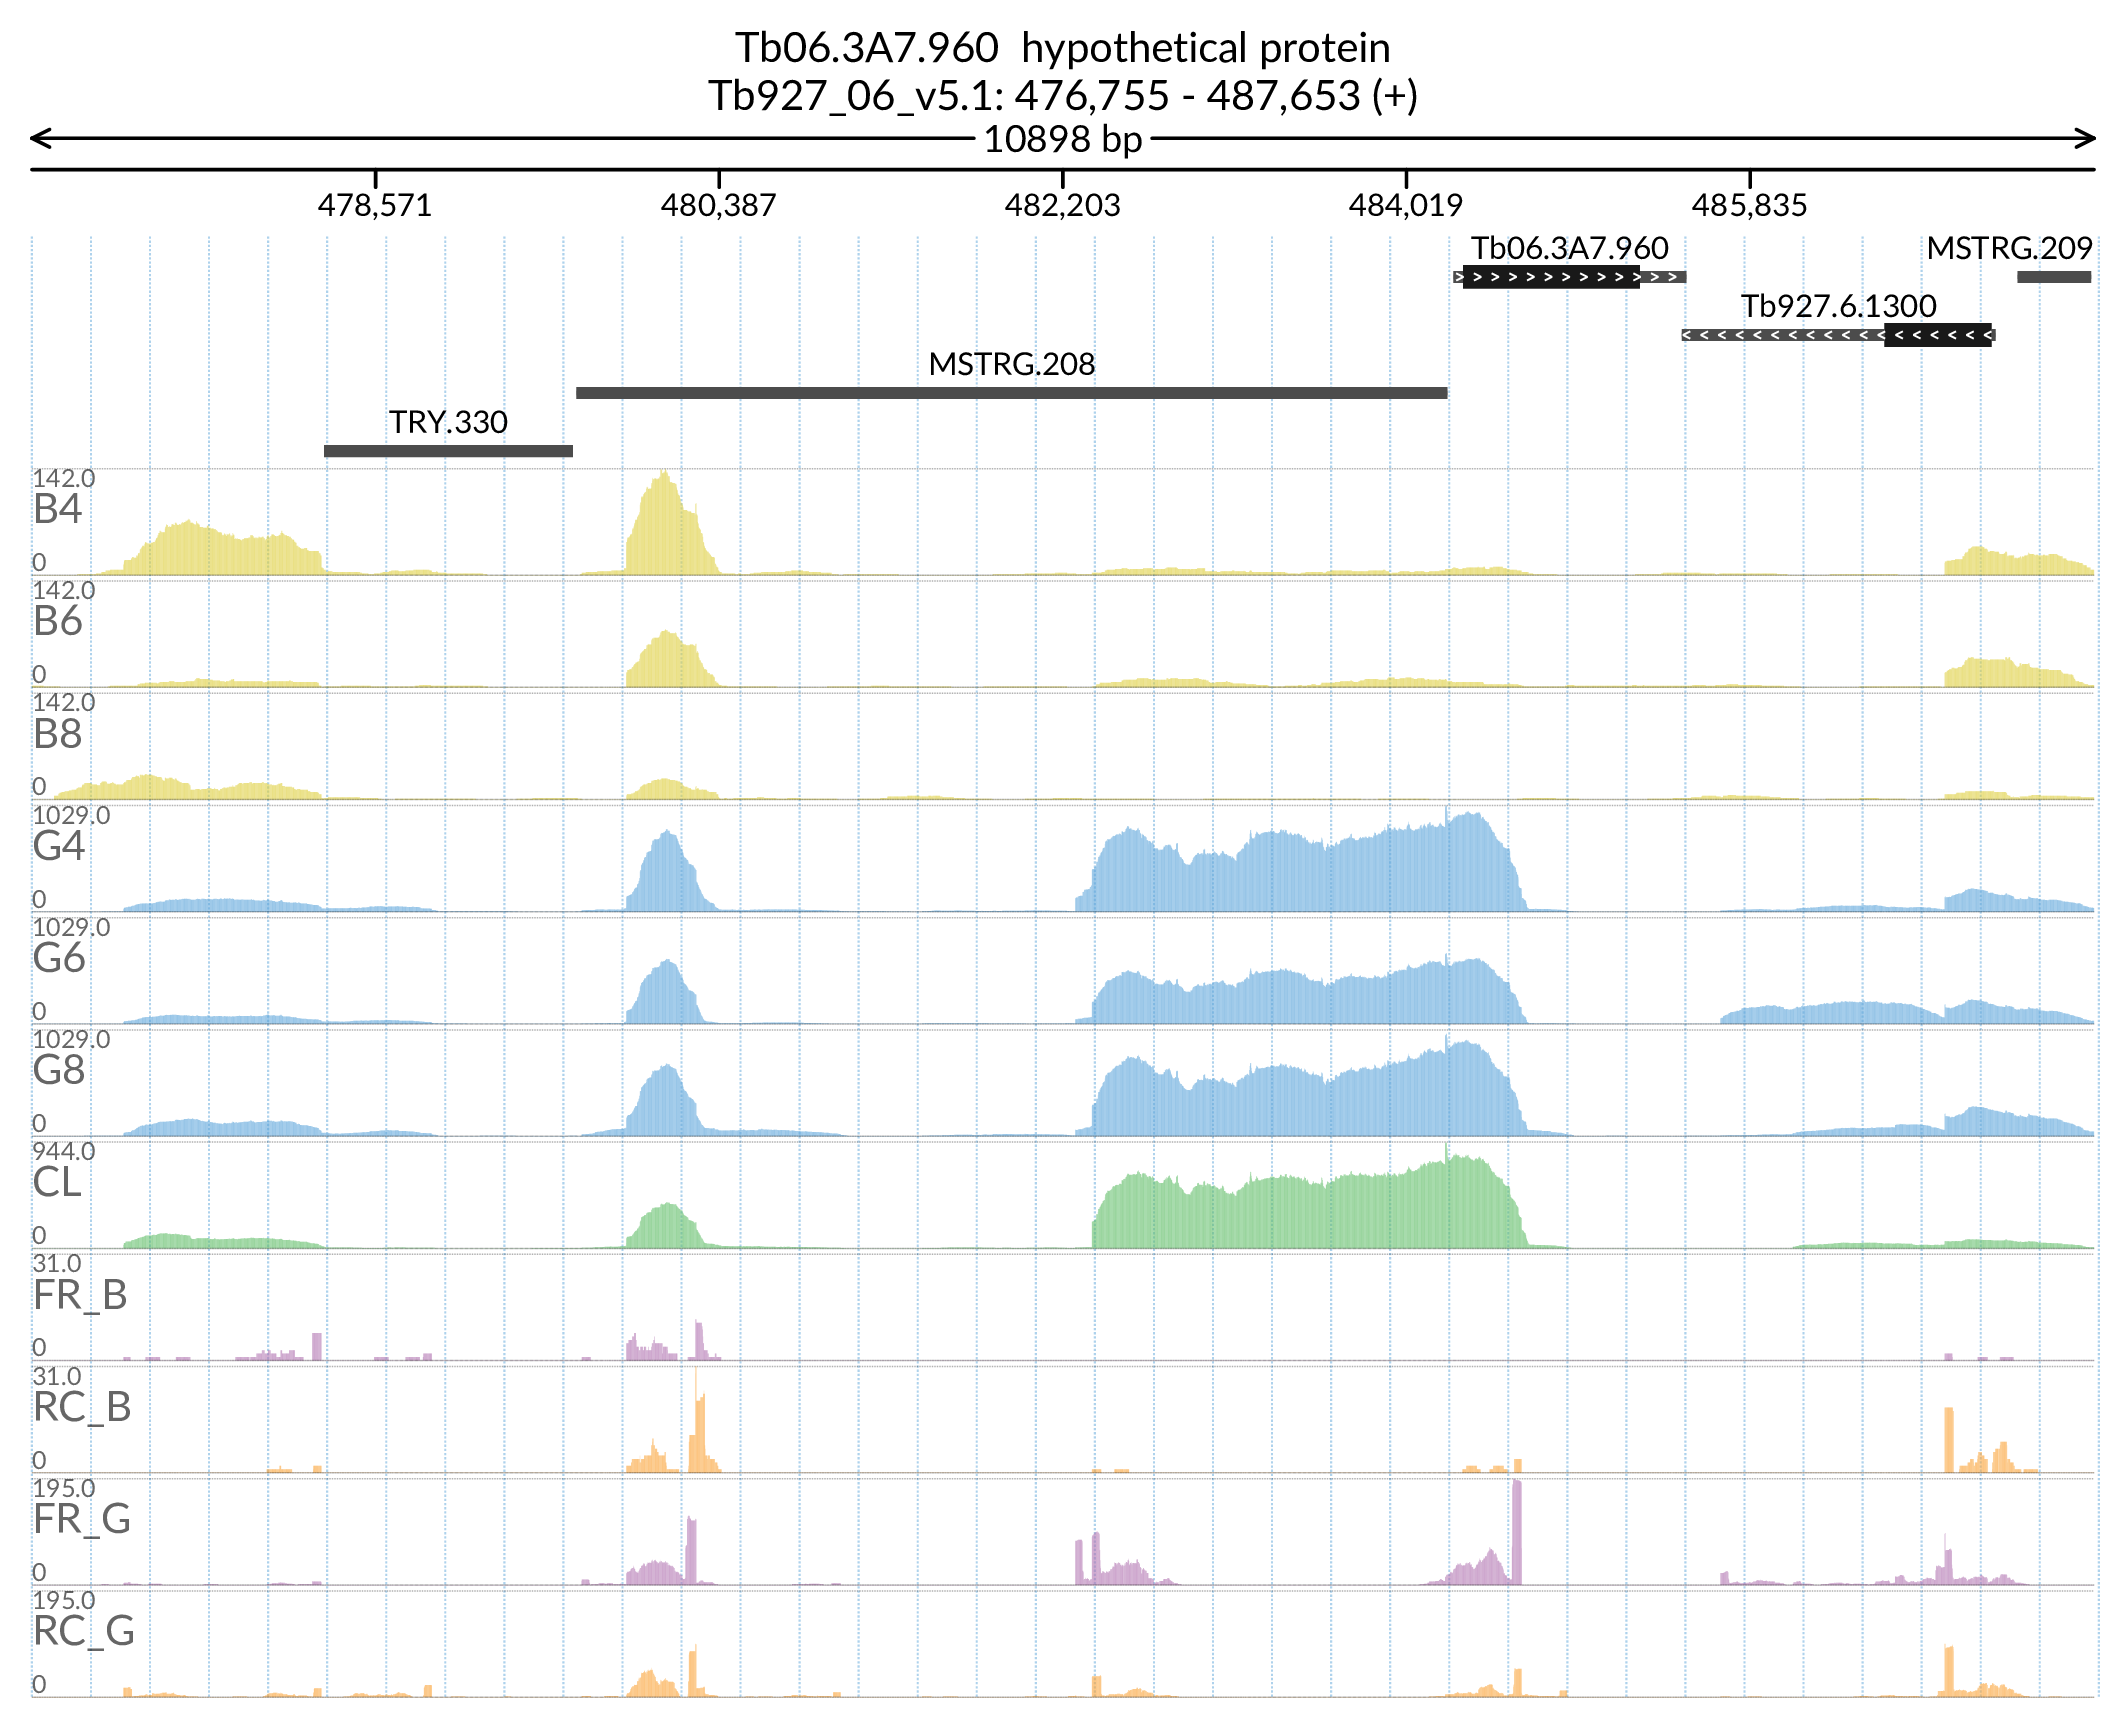 Tb06.3A7.960  hypothetical protein
Tb927_06_v5.1: 476,755 - 487,653 (+)
10898 bp
478,571 480,387 482,203 484,019 485,835
Tb06.3A7.960 MSTRG.209
Tb927.6.1300
MSTRG.208
TRY.330
142.0
B4
0
142.0
B6
0
142.0
B8
0
1029.0
G4
0
1029.0
G6
0
1029.0
G8
0
944.0
CL
0
31.0
FR_B
0
31.0
RC_B
0
195.0
FR_G
0
195.0
RC_G
0